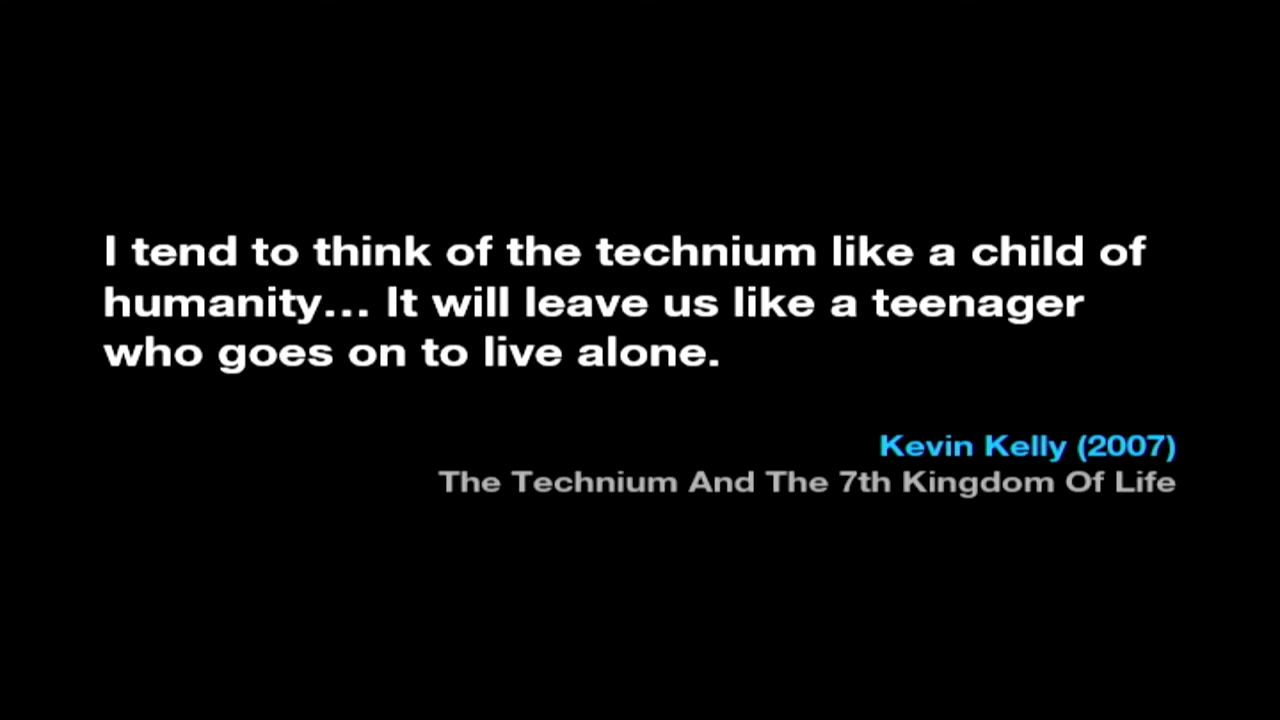 I tend to think of the technium like a child of
humanity... It will leave us like a teenager
who goes on to live alone.
Kevin Kelly (2007)
The Technium And The 7th Kingdom Of Life